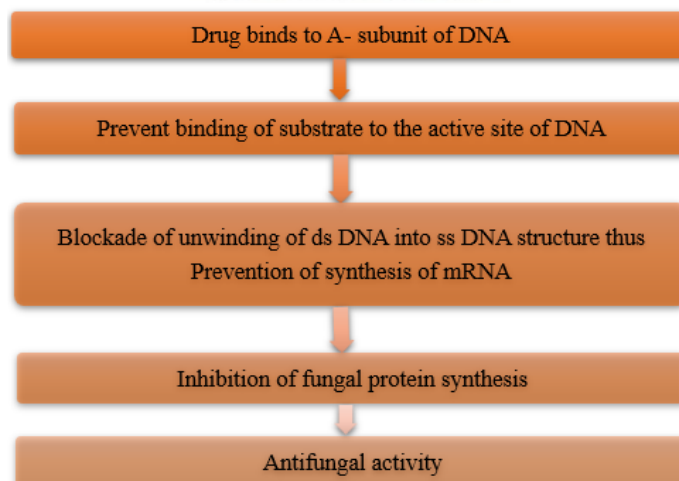 Drug binds to A- subunit of DNA
Prevent binding of substrate to the active site of DNA
Blockade of unwinding of ds DNA into ss DNA structure thus
Prevention of synthesis of mRNA
Inhibition of fungal protein synthesis
Antifungal activity